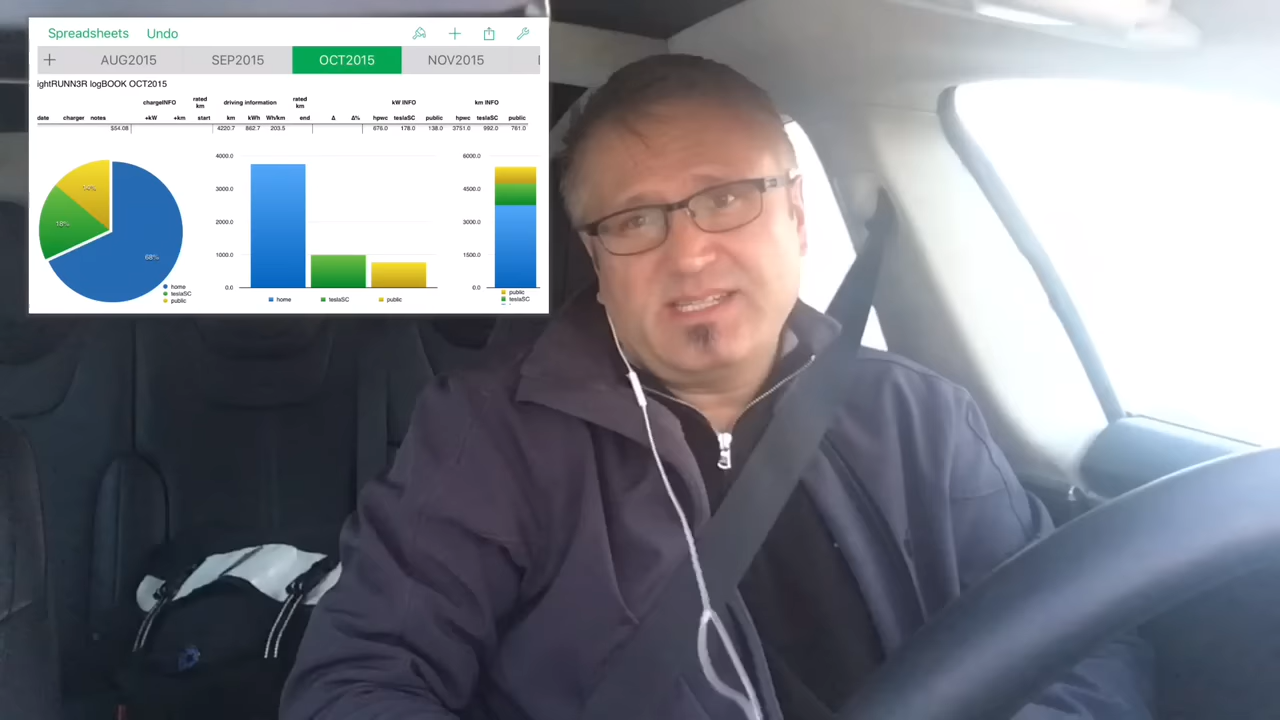 Spreadsheets Undo
AUG2015 SEP2015 OCT2015 NOV2015
ightRUNN3R logBOOK OCT2015
chargeINFO rated km driving information rated km kW INFO km INFO
date charger notes +kW +km start km kWh Wh/km end Δ Δ% hpwc teslaSC public hpwc teslaSC public
$54.08 4220.7 862.7 203.5 676.0 178.0 138.0 3751.0 992.0 761.0
14%
18%
68%
home
teslaSC
public
4000.0
3000.0
2000.0
1000.0
0.0
home teslaSC public
6000.0
4500.0
3000.0
1500.0
0.0
public
teslaSC